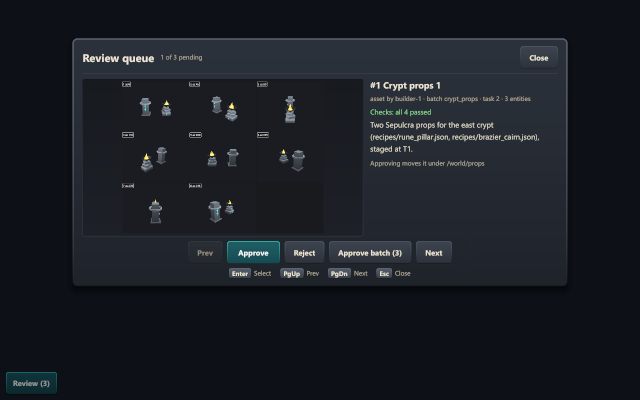 Review queue 1 of 3 pending
Close
#1 Crypt props 1
asset by builder-1 · batch crypt_props · task 2 · 3 entities
Checks: all 4 passed
Two Sepulcra props for the east crypt
(recipes/rune_pillar.json, recipes/brazier_cairn.json),
staged at T1.
Approving moves it under /world/props
Prev Approve Reject Approve batch (3) Next
Enter Select PgUp Prev PgDn Next Esc Close
Review (3)